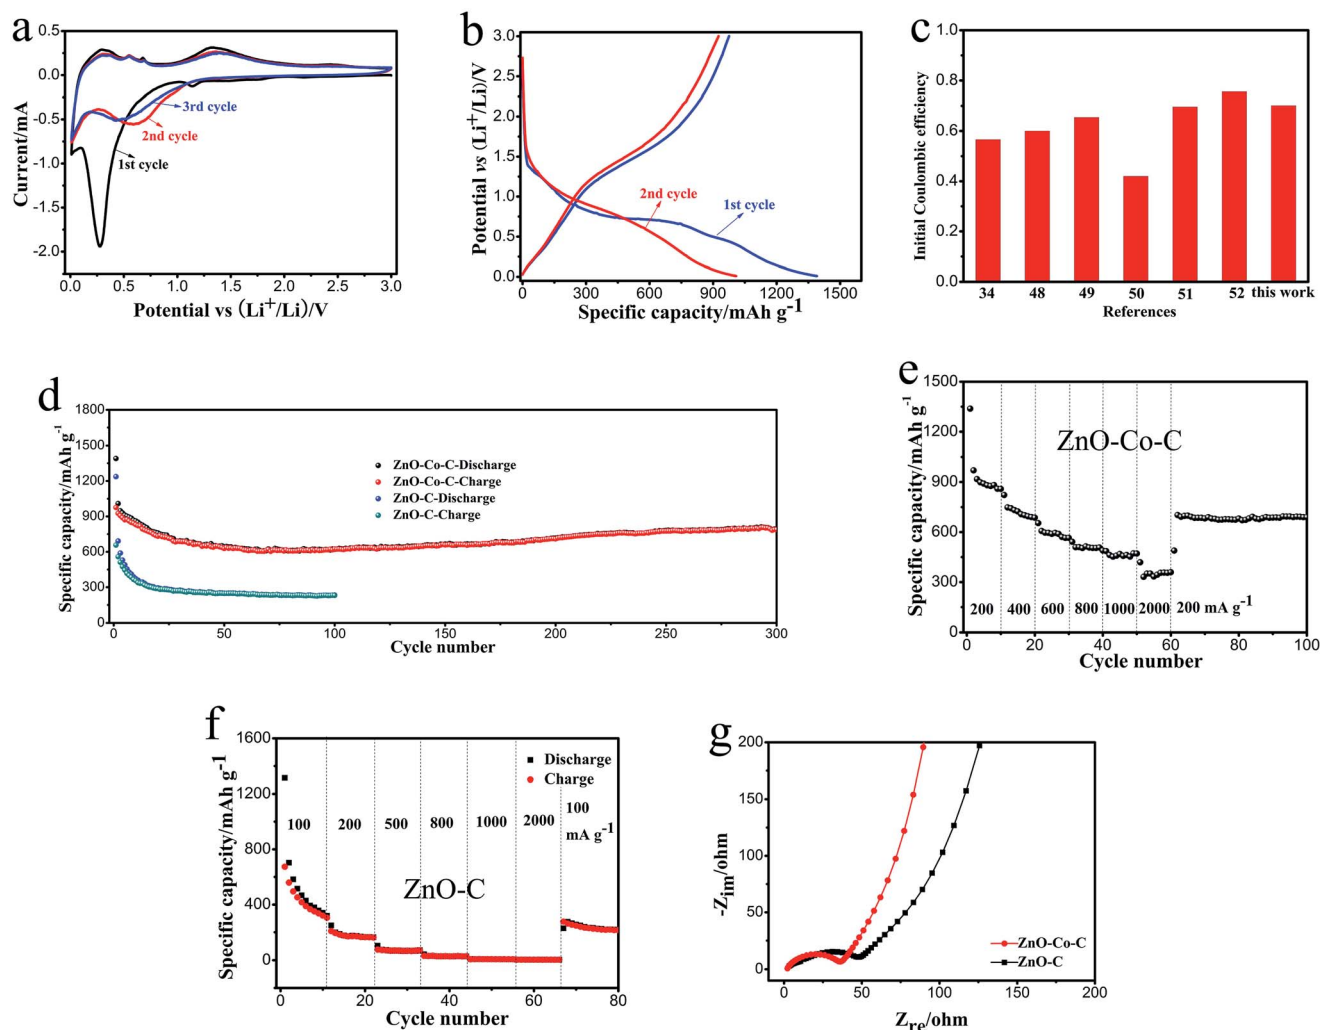 a
0.5
0.0
-0.5
-1.0
-1.5
-2.0
Current/mA
3rd cycle
2nd cycle
1st cycle
0.0 0.5 1.0 1.5 2.0 2.5 3.0
Potential vs (Li+/Li)/V
b
3.0
2.5
2.0
1.5
1.0
0.5
0.0
Potential vs (Li+/Li)/V
2nd cycle
1st cycle
0 300 600 900 1200 1500
Specific capacity/mAh g-1
c
0.8
0.6
0.4
0.2
0.0
Initial Coulombic efficiency
34 48 49 50 51 52 this work
References
d
1800
1500
1200
900
600
300
0
Specific capacity/mAh g-1
ZnO-Co-C-Discharge
ZnO-Co-C-Charge
ZnO-C-Discharge
ZnO-C-Charge
0 50 100 150 200 250 300
Cycle number
e
1500
1200
900
600
300
0
Specific capacity/mAh g-1
ZnO-Co-C
200 400 600 800 1000 2000 200 mA g-1
0 20 40 60 80 100
Cycle number
f
1600
1200
800
400
0
Specific capacity/mAh g-1
Discharge
Charge
100 200 500 800 1000 2000 100
mA g-1
ZnO-C
0 20 40 60 80
Cycle number
g
200
150
100
50
0
-Zim/ohm
ZnO-Co-C
ZnO-C
0 50 100 150 200
Zre/ohm